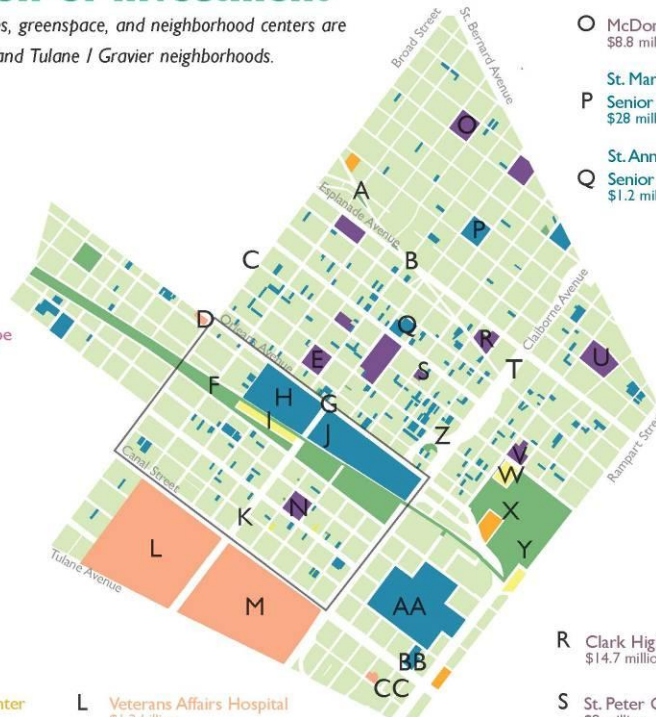 s, greenspace, and neighborhood centers are
and Tulane / Gravier neighborhoods.
O McDon
$8.8 mil
St. Mar
P Senior
$28 mill
St. Ann
Q Senior
$1.2 mil
Broad Street
St. Bernard Avenue
O
A
Esplanade Avenue
P
C
B
Claiborne Avenue
D
Orleans Avenue
Q
R
E
S
T
U
F
H
G
I
J
Z
Rampart Stre
V
W
Canal Street
K
N
X
L
Y
Tulane Avenue
M
AA
BB
CC
R Clark Hig
$14.7 millio
nter
L Veterans Affairs Hospital
S St. Peter C